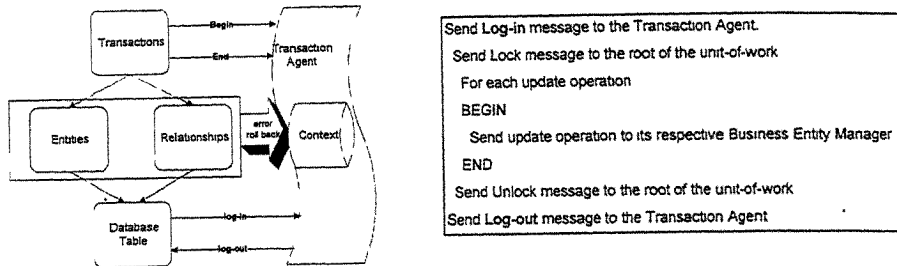 Transactions
Begin
End
Transaction
Agent
Entities
Relationships
error
roll back
Context
Database
Table
log-in
log-out
Send Log-in message to the Transaction Agent.
Send Lock message to the root of the unit-of-work
For each update operation
BEGIN
Send update operation to its respective Business Entity Manager
END
Send Unlock message to the root of the unit-of-work
Send Log-out message to the Transaction Agent